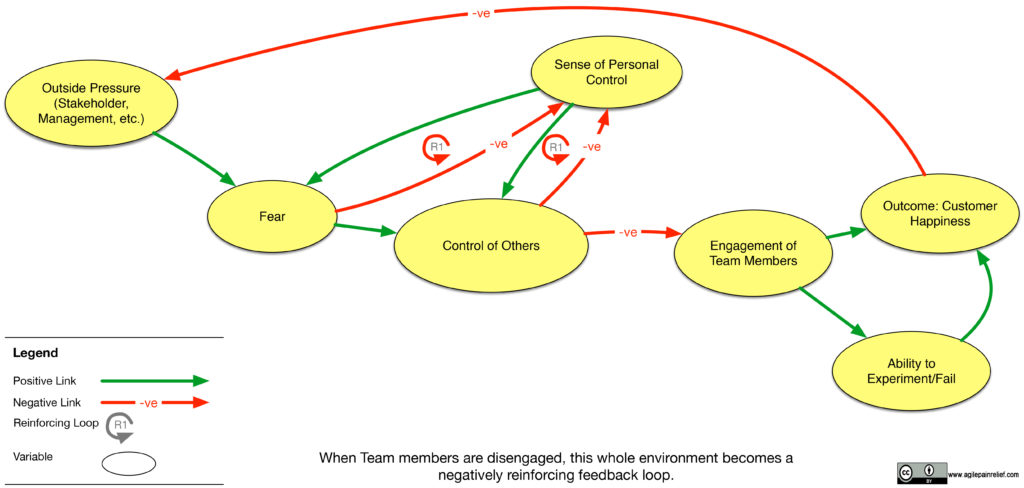 -ve
Sense of Personal
Control
Outside Pressure
(Stakeholder,
Management, etc.)
R1
-ve
R1
-ve
Fear
Control of Others
-ve
Engagement of
Team Members
Outcome: Customer
Happiness
Ability to
Experiment/Fail
Legend
Positive Link
Negative Link
-ve
Reinforcing Loop
R1
Variable
When Team members are disengaged, this whole environment becomes a
negatively reinforcing feedback loop.
cc
BY
www.agilepainrelief.com